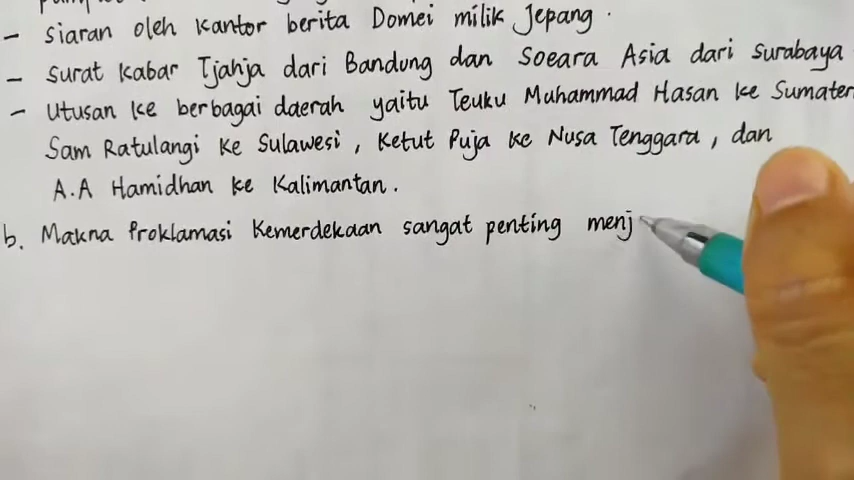 - siaran oleh kantor berita Domei milik Jepang.
- surat kabar Tjahja dari Bandung dan Soeara Asia dari Surabaya
- Utusan ke berbagai daerah yaitu Teuku Muhammad Hasan ke Sumater
Sam Ratulangi ke Sulawesi, Ketut Puja ke Nusa Tenggara, dan
A.A Hamidhan ke Kalimantan.
b. Makna Proklamasi Kemerdekaan sangat penting menj